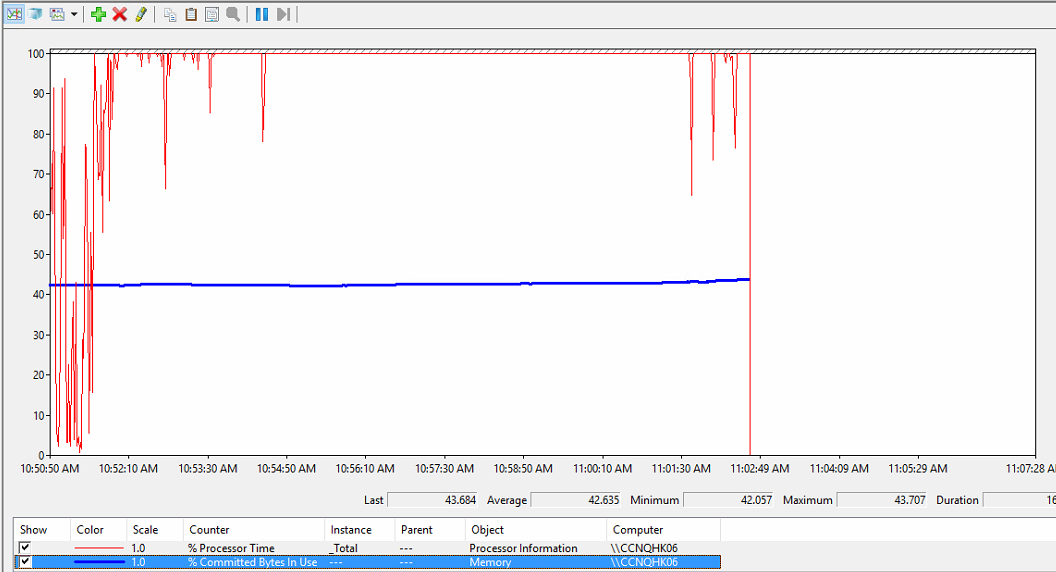 100
90
80
70
60
50
40
30
20
10
0
10:50:50 AM 10:52:10 AM 10:53:30 AM 10:54:50 AM 10:56:10 AM 10:57:30 AM 10:58:50 AM 11:00:10 AM 11:01:30 AM 11:02:49 AM 11:04:09 AM 11:05:29 AM 11:07:28 AM
Last 43.684 Average 42.635 Minimum 42.057 Maximum 43.707 Duration 16
Show Color Scale Counter Instance Parent Object Computer
1.0 % Processor Time _Total --- Processor Information \\CCNQHK06
1.0 % Committed Bytes In Use --- --- Memory \\CCNQHK06